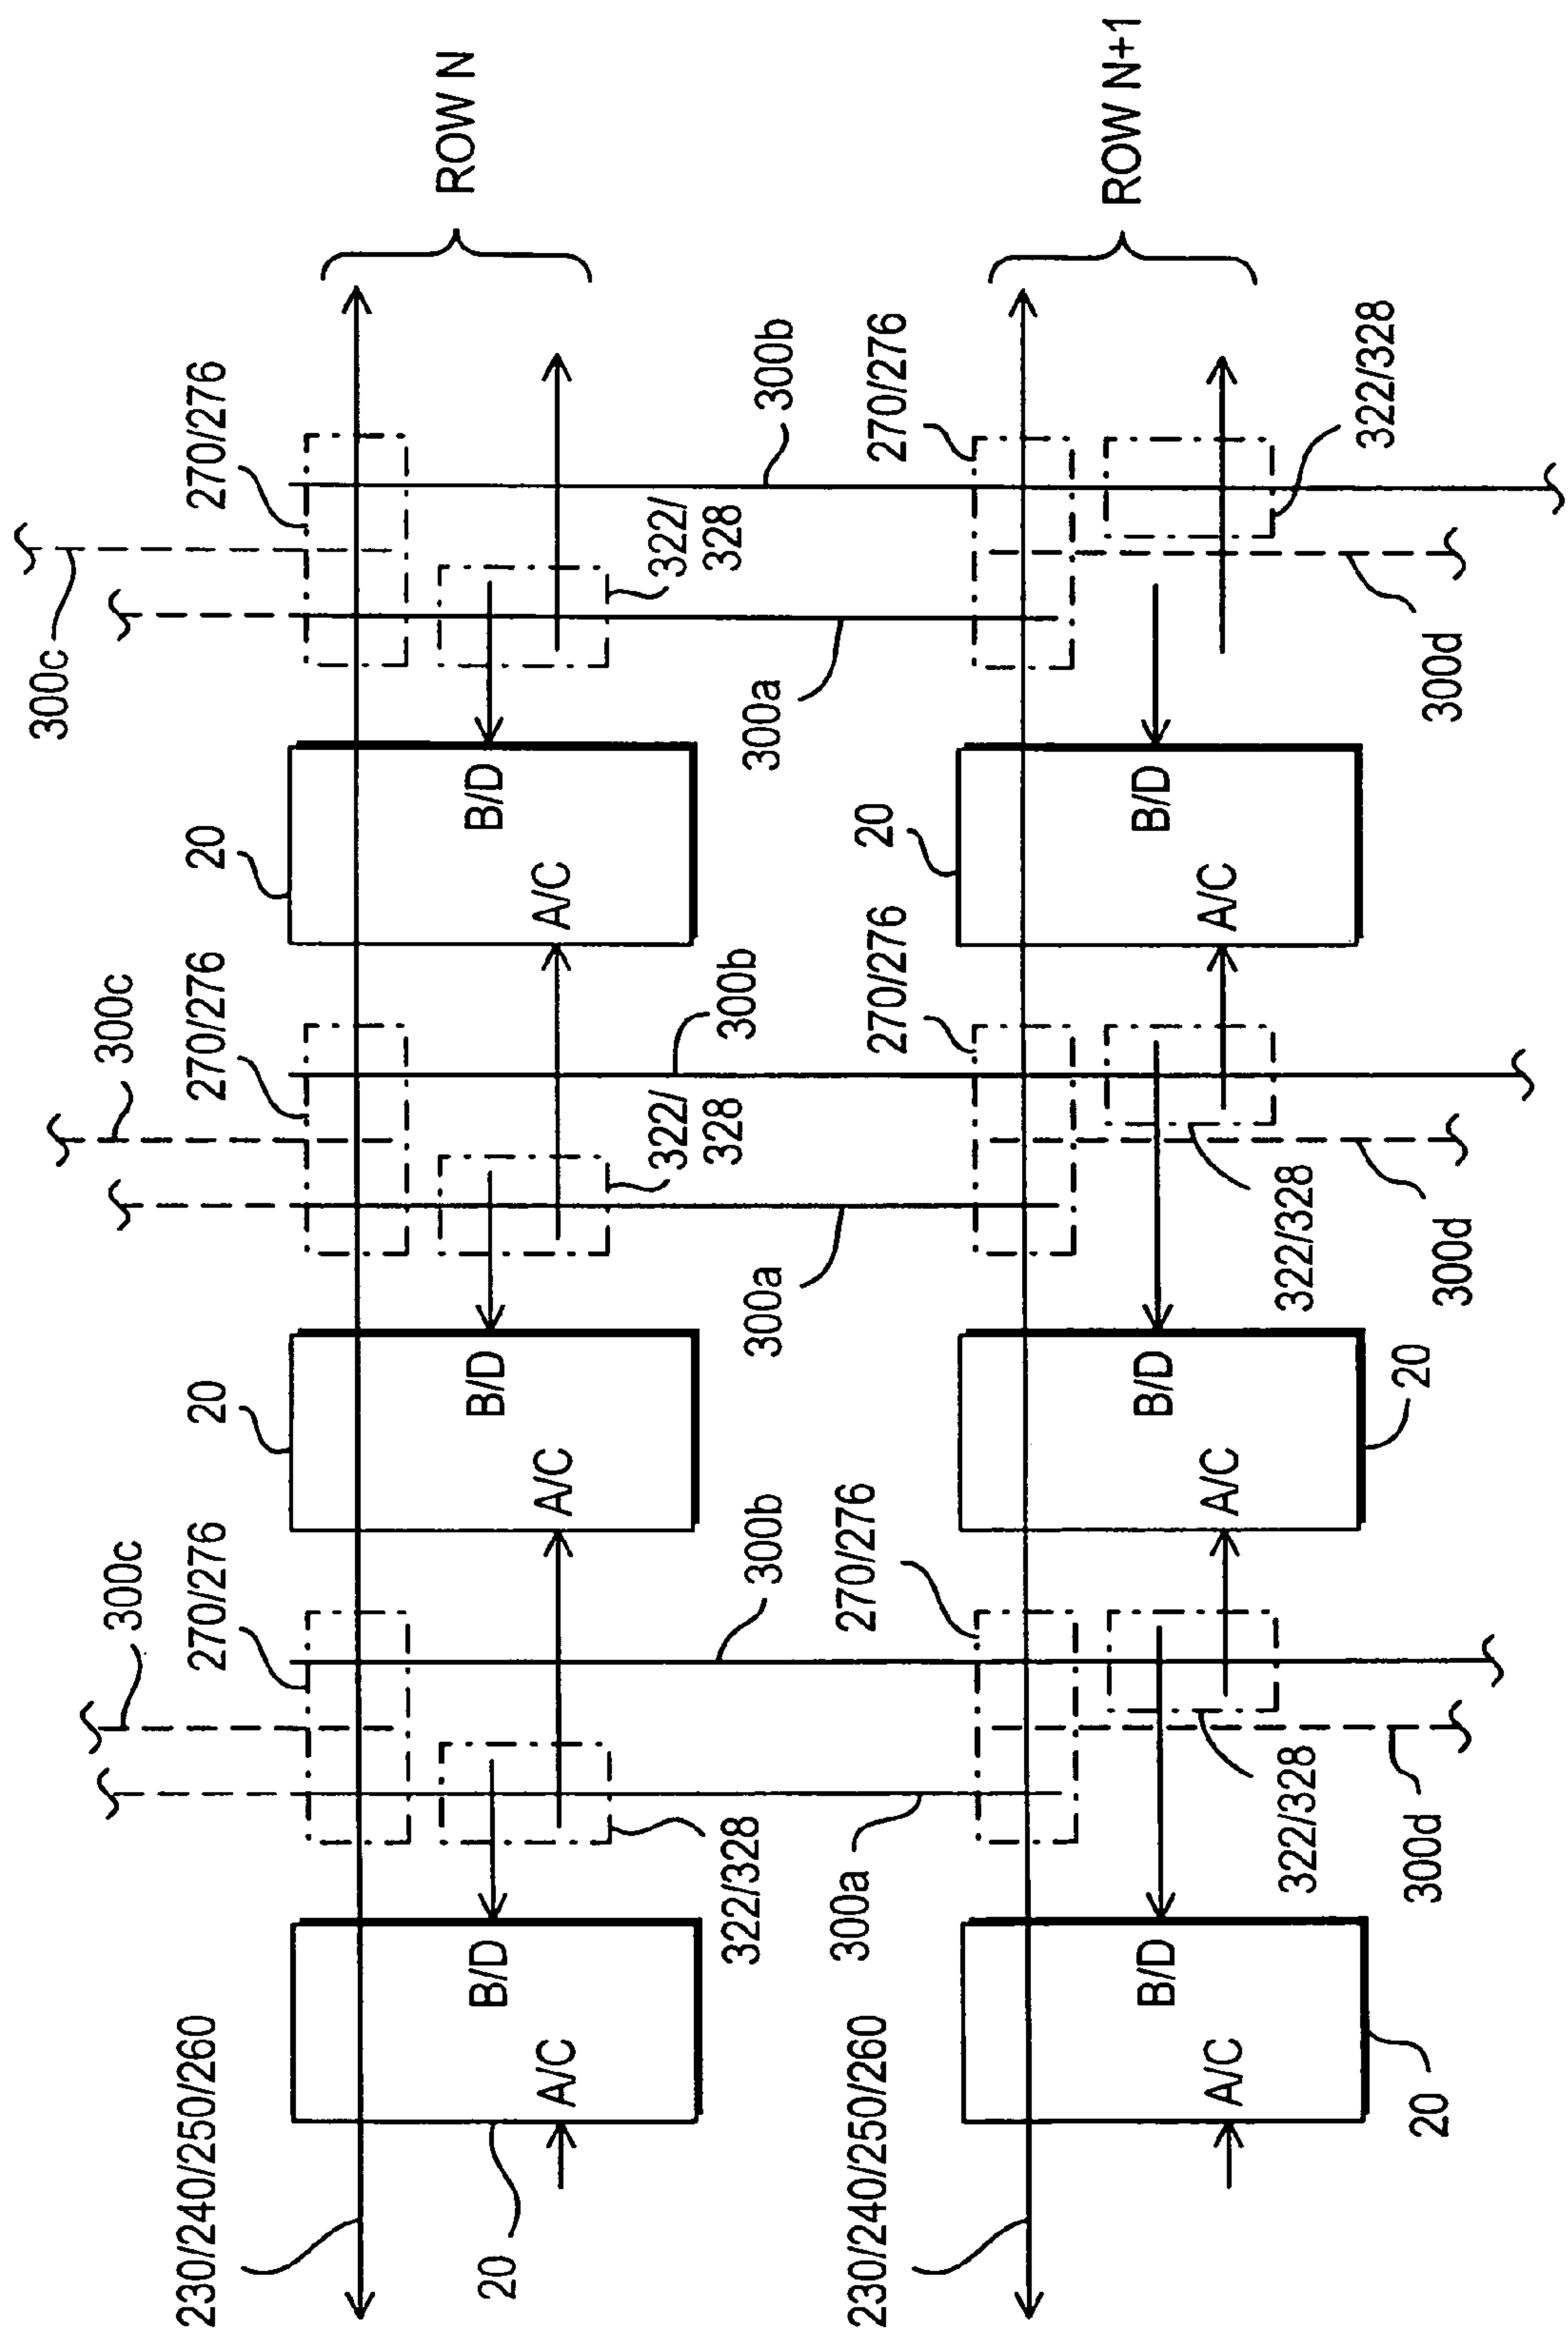 300c
300c
300c
230/240/250/260
270/276
20
270/276
20
270/276
ROW N
20
B/D
B/D
B/D
A/C
A/C
A/C
322/328
300b
300a
322/
328
300b
300a
322/
328
300b
230/240/250/260
300a
270/276
270/276
20
270/276
ROW N+1
B/D
B/D
B/D
A/C
A/C
A/C
322/328
322/328
322/328
20
300d
20
300d
300d